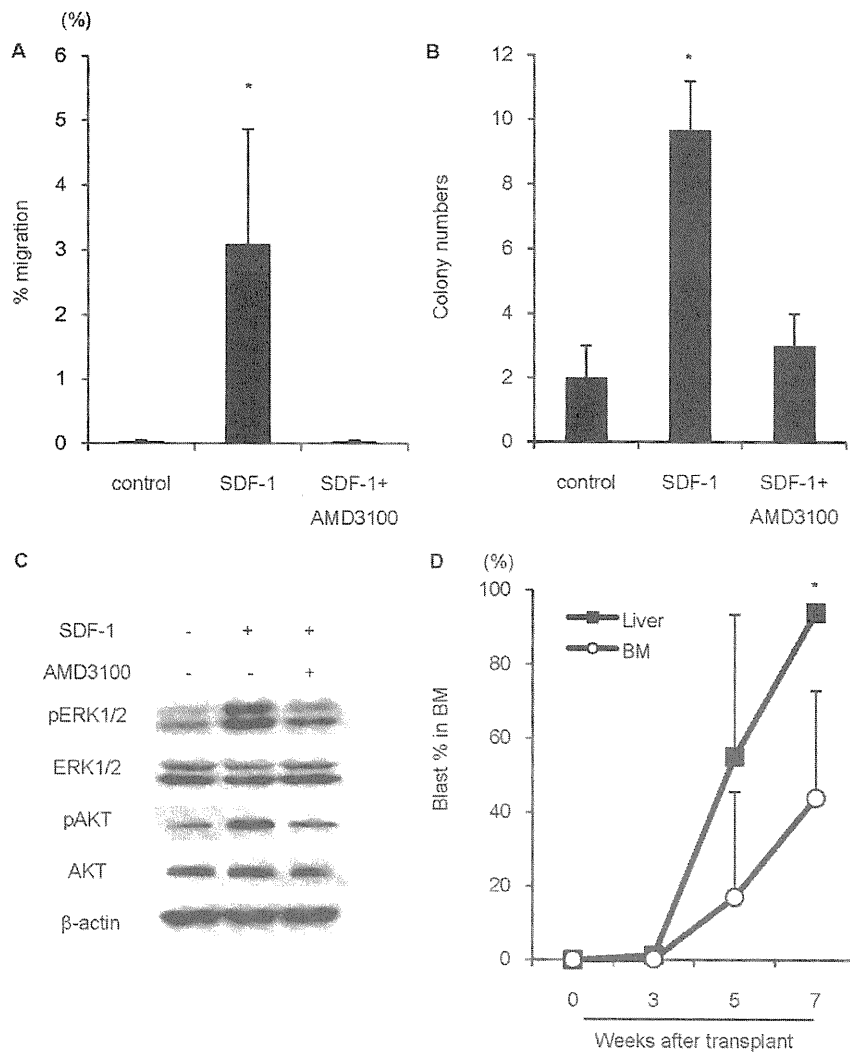 A
(%)
6
5
4
3
2
1
0
% migration
*
control
SDF-1
SDF-1+
AMD3100
B
12
10
8
6
4
2
0
Colony numbers
*
control
SDF-1
SDF-1+
AMD3100
C
SDF-1 - + +
AMD3100 - - +
pERK1/2
ERK1/2
pAKT
AKT
β-actin
D
(%)
100
80
60
40
20
0
Blast % in BM
Liver
BM
*
0 3 5 7
Weeks after transplant